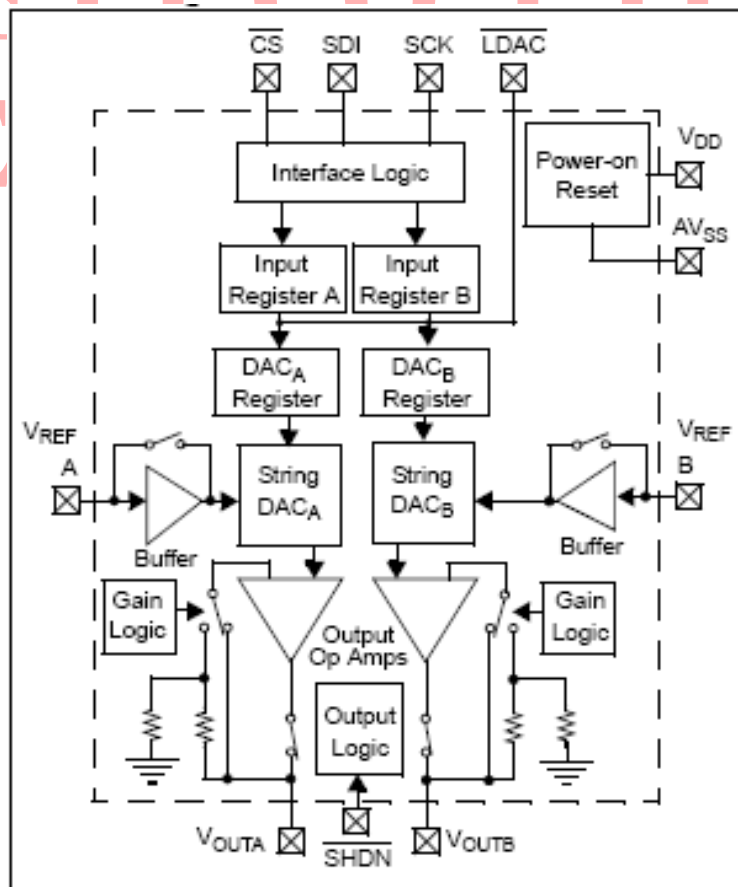 CS SDI SCK LDAC
Interface Logic
Power-on
Reset
VDD
AVSS
Input
Register A
Input
Register B
DACA
Register
DACB
Register
VREF
A
Buffer
String
DACA
String
DACB
VREF
B
Buffer
Gain
Logic
Output
Op Amps
Gain
Logic
Output
Logic
VOUTA
SHDN
VOUTB